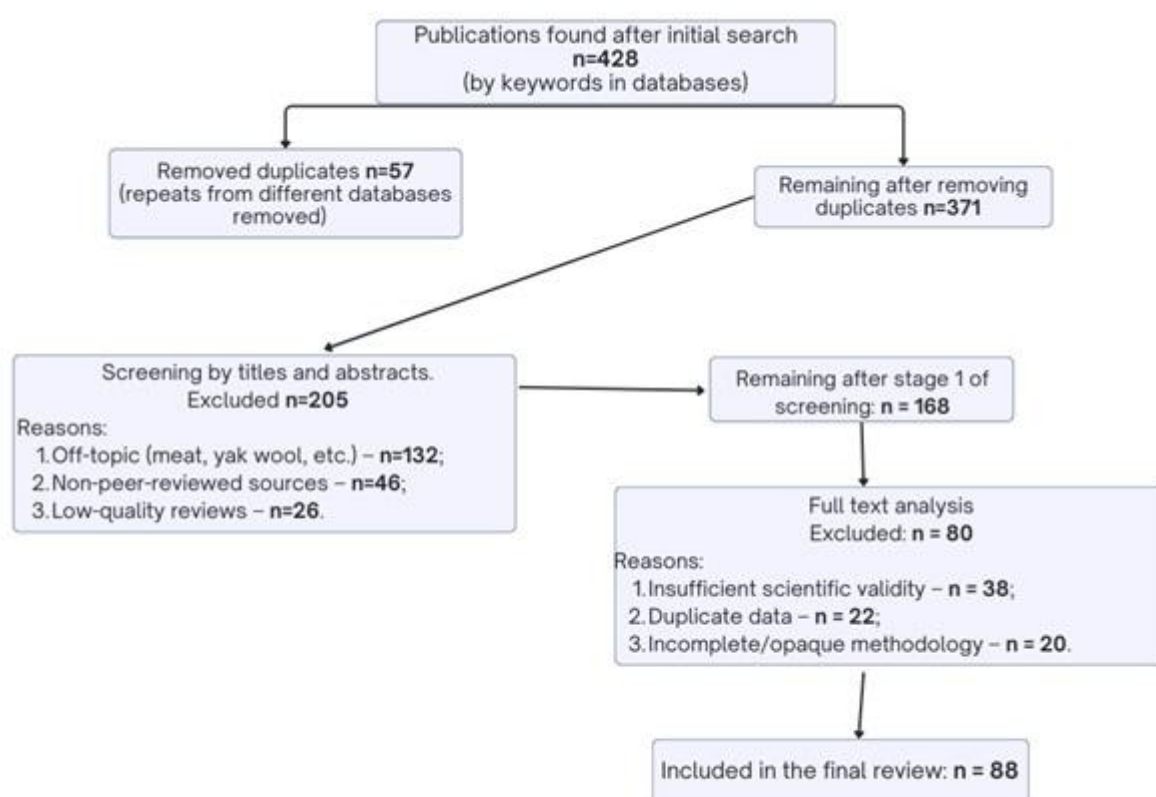 Publications found after initial search
n=428
(by keywords in databases)
Removed duplicates n=57
(repeats from different databases
removed)
Remaining after removing
duplicates n=371
Screening by titles and abstracts.
Excluded n=205
Reasons:
1.Off-topic (meat, yak wool, etc.) – n=132;
2.Non-peer-reviewed sources – n=46;
3.Low-quality reviews – n=26.
Remaining after stage 1 of
screening: n = 168
Full text analysis
Excluded: n = 80
Reasons:
1.Insufficient scientific validity – n = 38;
2.Duplicate data – n = 22;
3.Incomplete/opaque methodology – n = 20.
Included in the final review: n = 88